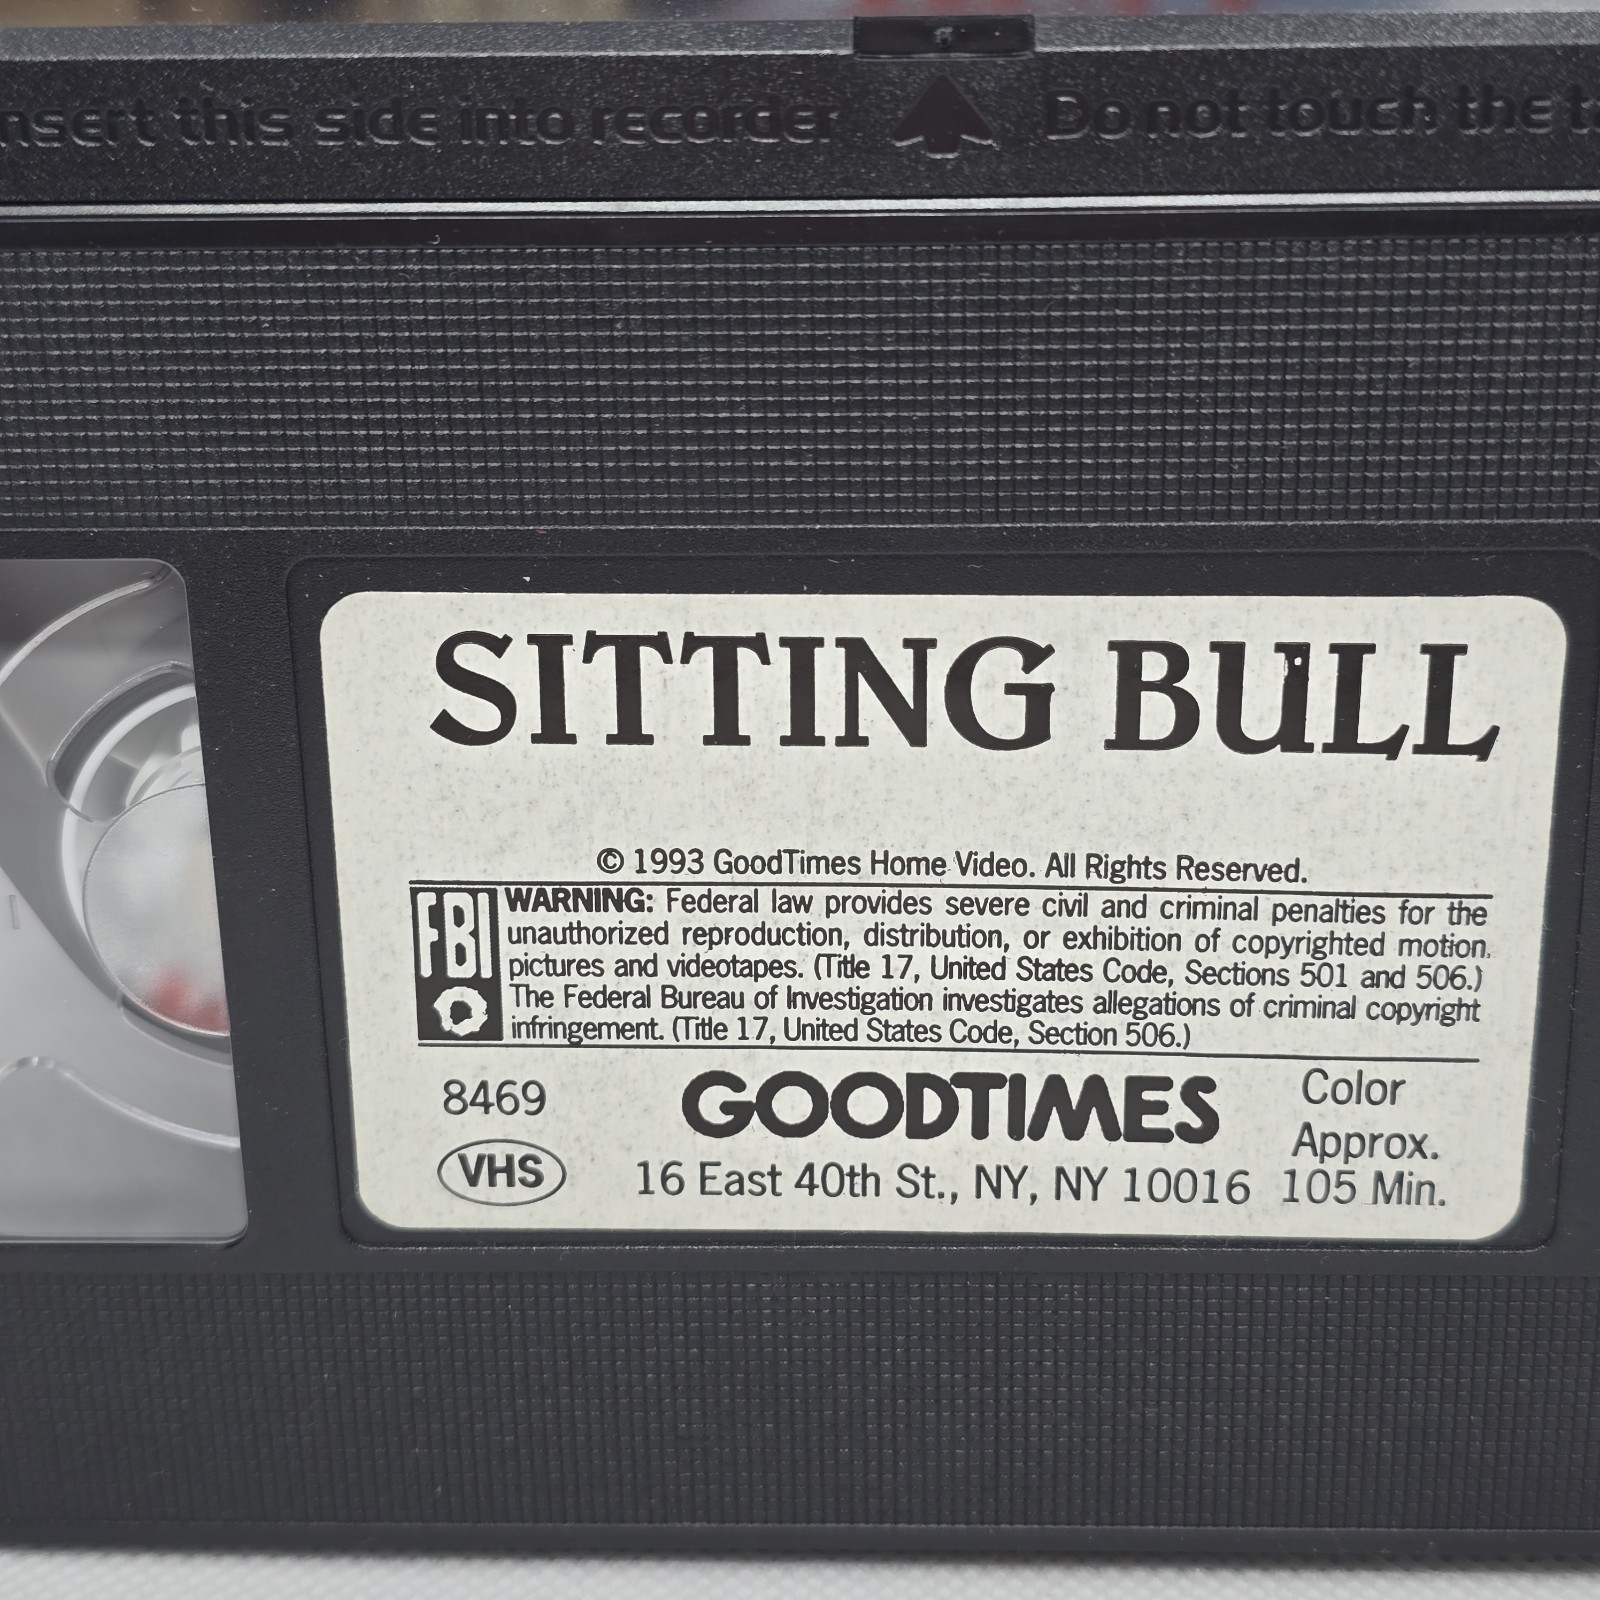 nsert this side into recorder Do not touch the t
SITTING BULL
© 1993 GoodTimes Home Video. All Rights Reserved.
FBI
WARNING: Federal law provides severe civil and criminal penalties for the
unauthorized reproduction, distribution, or exhibition of copyrighted motion.
pictures and videotapes. (Title 17, United States Code, Sections 501 and 506.)
The Federal Bureau of Investigation investigates allegations of criminal copyright
infringement. (Title 17, United States Code, Section 506.)
8469 GOODTIMES Color
Approx.
VHS 16 East 40th St., NY, NY 10016 105 Min.